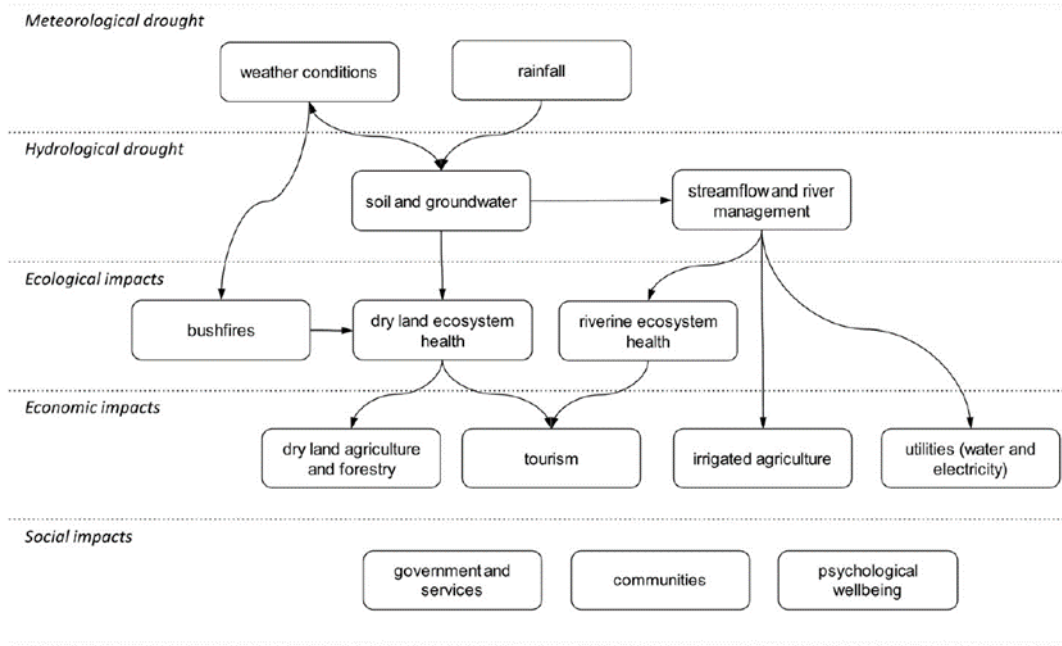 Meteorological drought
weather conditions
rainfall
Hydrological drought
soil and groundwater
streamflow and river
management
Ecological impacts
bushfires
dry land ecosystem
health
riverine ecosystem
health
Economic impacts
dry land agriculture
and forestry
tourism
irrigated agriculture
utilities (water and
electricity)
Social impacts
government and
services
communities
psychological
wellbeing